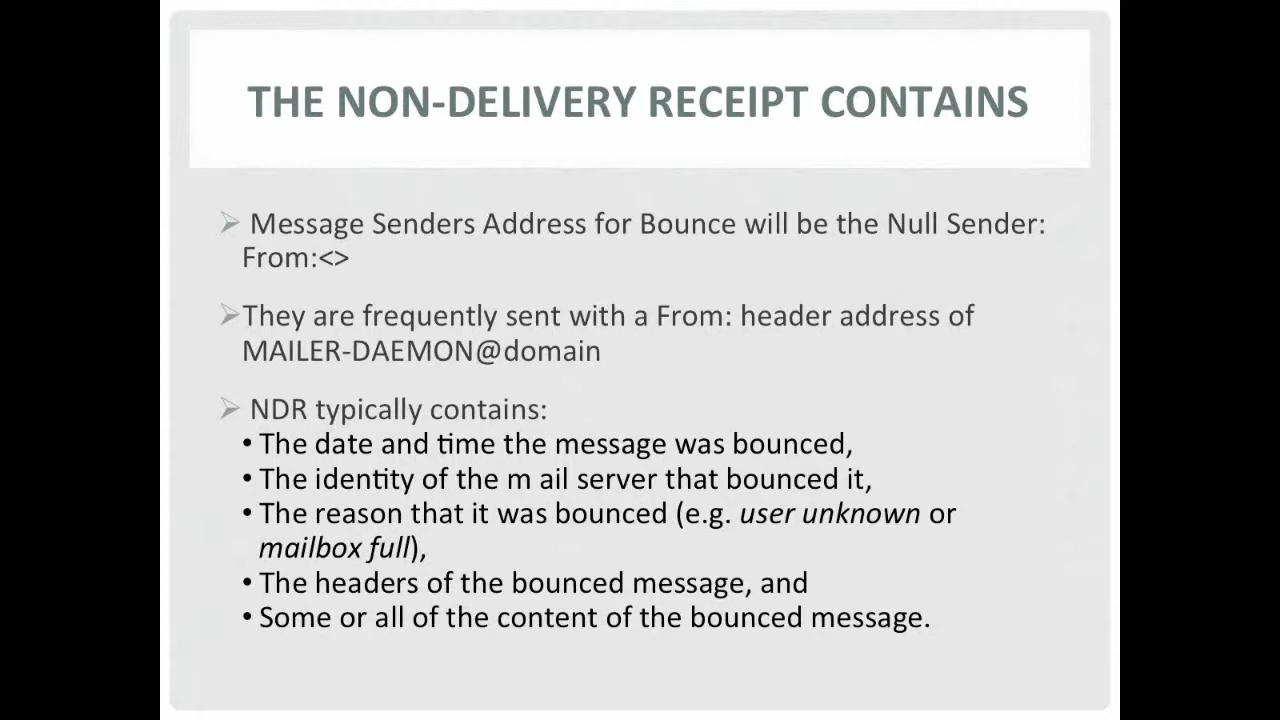 THE NON-DELIVERY RECEIPT CONTAINS
Message Senders Address for Bounce will be the Null Sender:
From:<>
They are frequently sent with a From: header address of
MAILER-DAEMON@domain
NDR typically contains:
• The date and time the message was bounced,
• The identity of the m ail server that bounced it,
• The reason that it was bounced (e.g. user unknown or
mailbox full),
• The headers of the bounced message, and
• Some or all of the content of the bounced message.